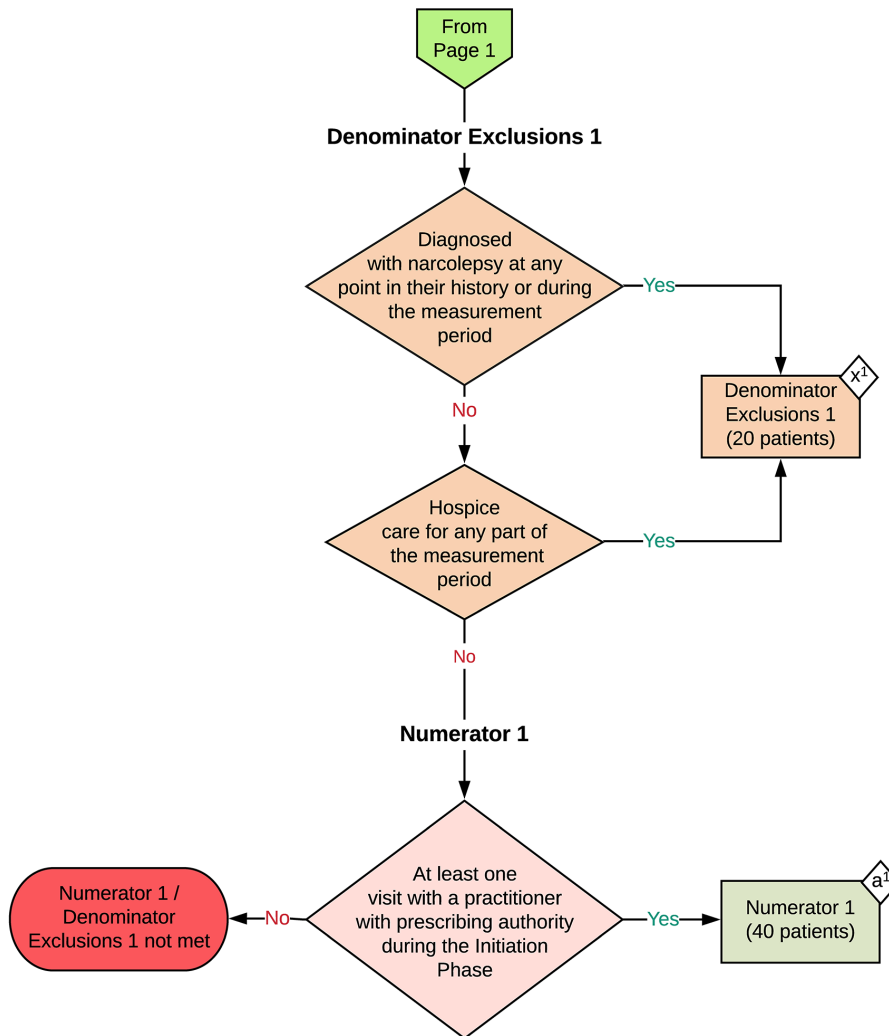 From
Page 1
Denominator Exclusions 1
Diagnosed
with narcolepsy at any
point in their history or during
the measurement
period
Yes
x¹
Denominator
Exclusions 1
(20 patients)
No
Hospice
care for any part of
the measurement
period
Yes
No
Numerator 1
At least one
visit with a practitioner
with prescribing authority
during the Initiation
Phase
No
Numerator 1 /
Denominator
Exclusions 1 not met
Yes
a¹
Numerator 1
(40 patients)